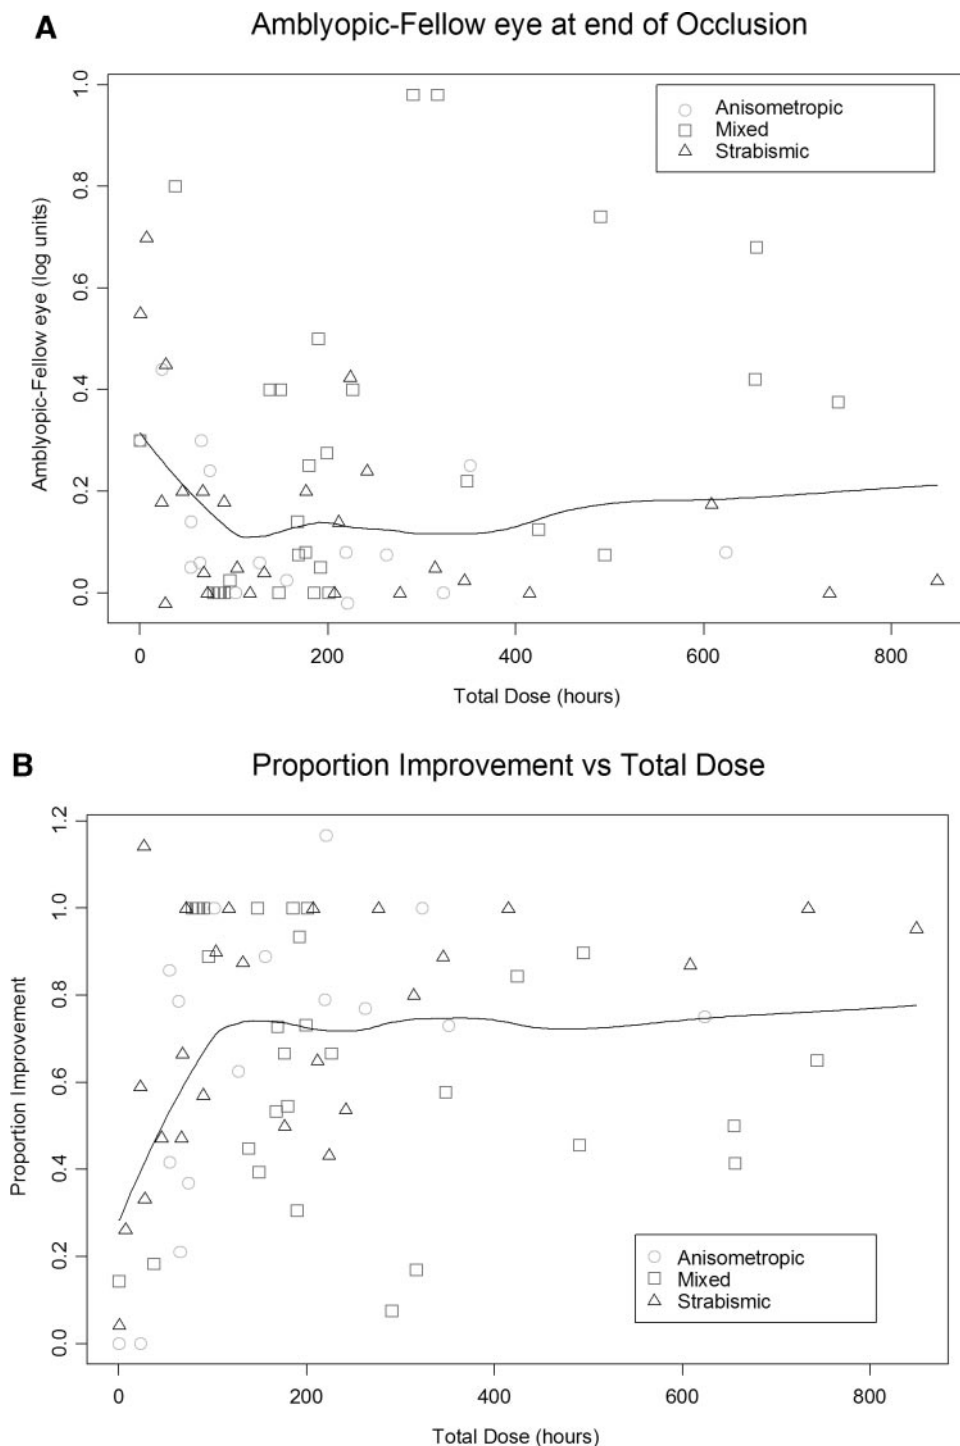 A
Amblyopic-Fellow eye at end of Occlusion
Amblyopic-Fellow eye (log units)
1.0
0.8
0.6
0.4
0.2
0.0
Anisometropic
Mixed
Strabismic
0 200 400 600 800
Total Dose (hours)
B
Proportion Improvement vs Total Dose
Proportion Improvement
1.2
1.0
0.8
0.6
0.4
0.2
0.0
Anisometropic
Mixed
Strabismic
0 200 400 600 800
Total Dose (hours)